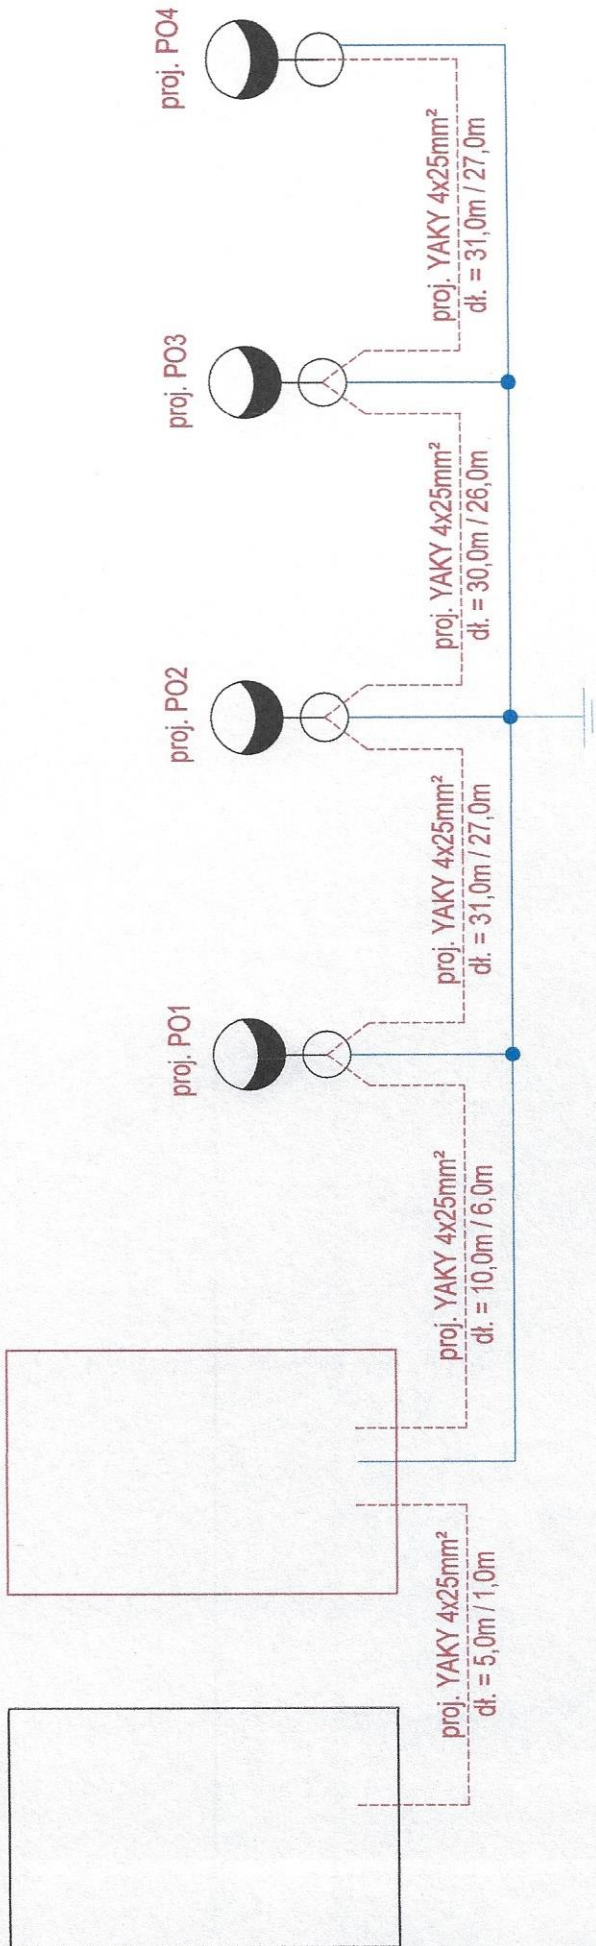 proj. PO1
proj. PO2
proj. PO3
proj. PO4
proj. YAKY 4x25mm²
dł. = 5,0m / 1,0m
proj. YAKY 4x25mm²
dł. = 10,0m / 6,0m
proj. YAKY 4x25mm²
dł. = 31,0m / 27,0m
proj. YAKY 4x25mm²
dł. = 30,0m / 26,0m
proj. YAKY 4x25mm²
dł. = 31,0m / 27,0m